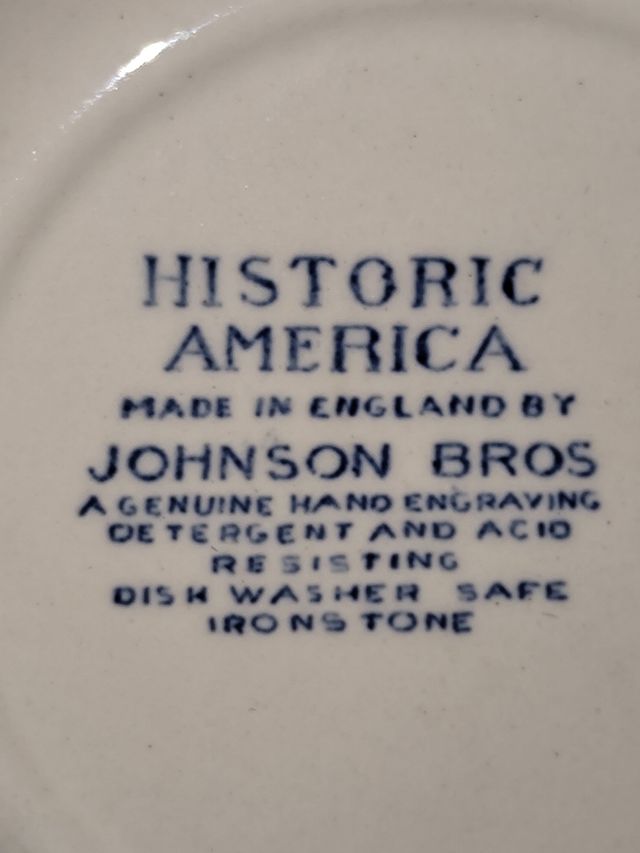 HISTORIC
AMERICA
MADE IN ENGLAND BY
JOHNSON BROS
A GENUINE HAND ENGRAVING
DETERGENT AND ACID
RESISTING
DISH WASHER SAFE
IRONSTONE